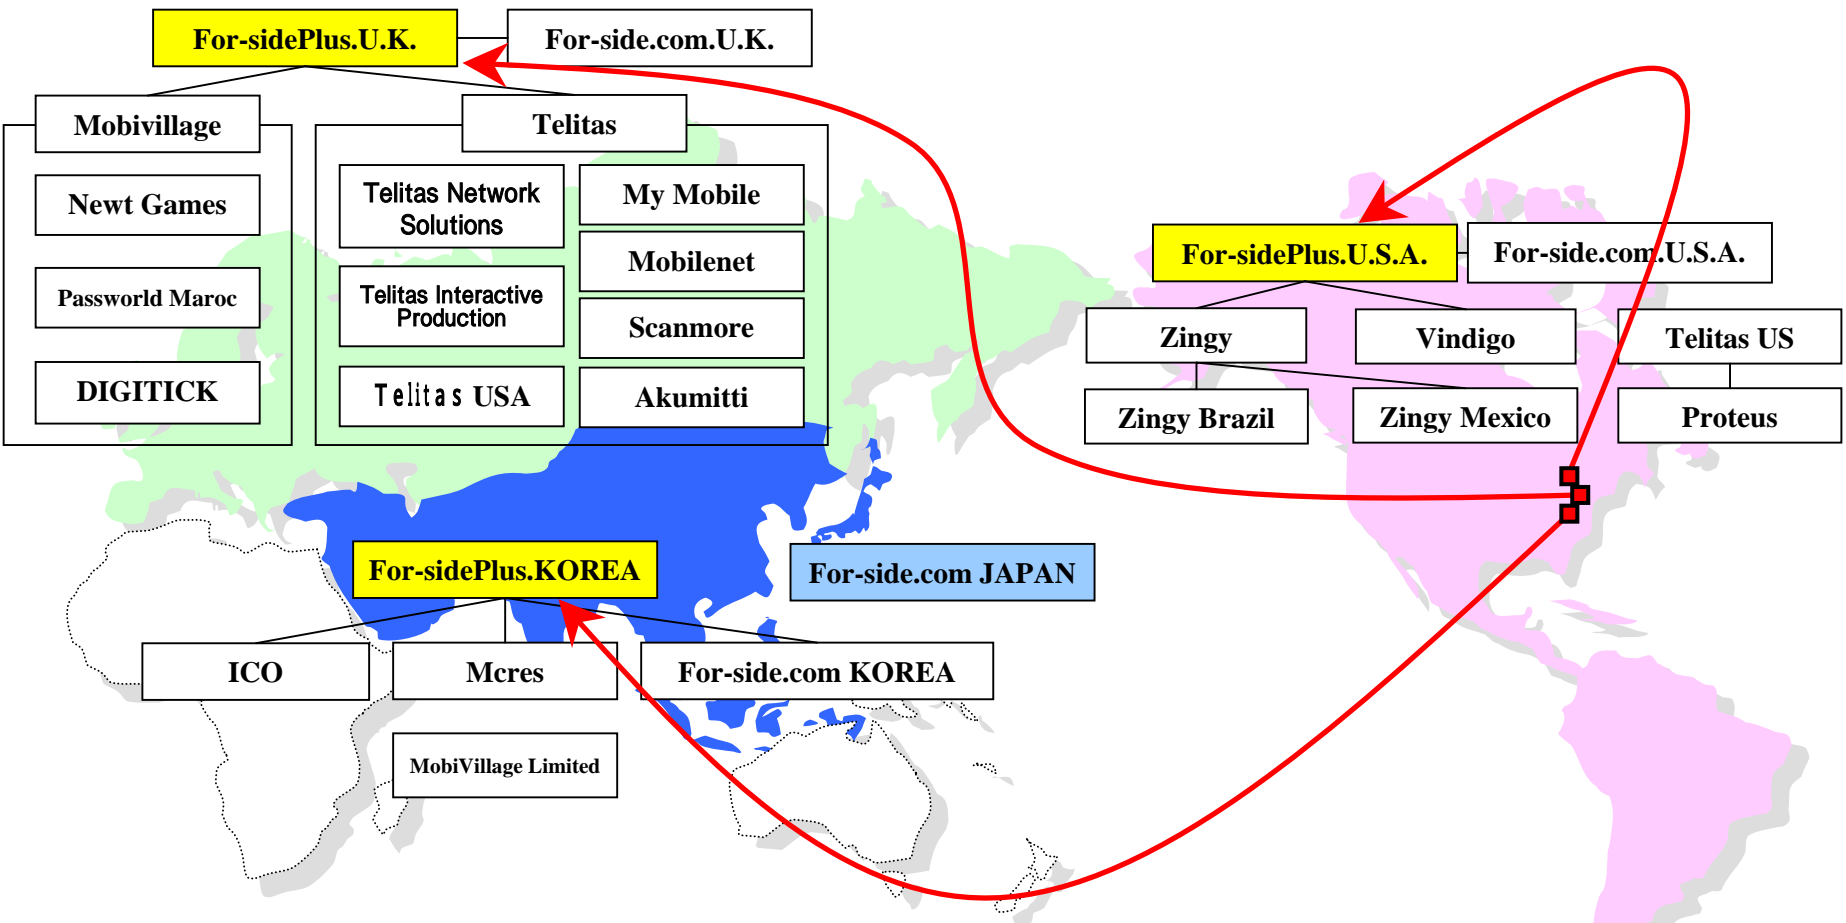 For-sidePlus.U.K.
For-side.com.U.K.
Mobivillage
Newt Games
Passworld Maroc
DIGITICK
Telitas
Telitas Network
Solutions
Telitas Interactive
Production
Telitas USA
My Mobile
Mobilenet
Scanmore
Akumitti
For-sidePlus.U.S.A.
For-side.com.U.S.A.
Zingy
Vindigo
Telitas US
Zingy Brazil
Zingy Mexico
Proteus
For-sidePlus.KOREA
For-side.com JAPAN
ICO
Mcres
For-side.com KOREA
MobiVillage Limited